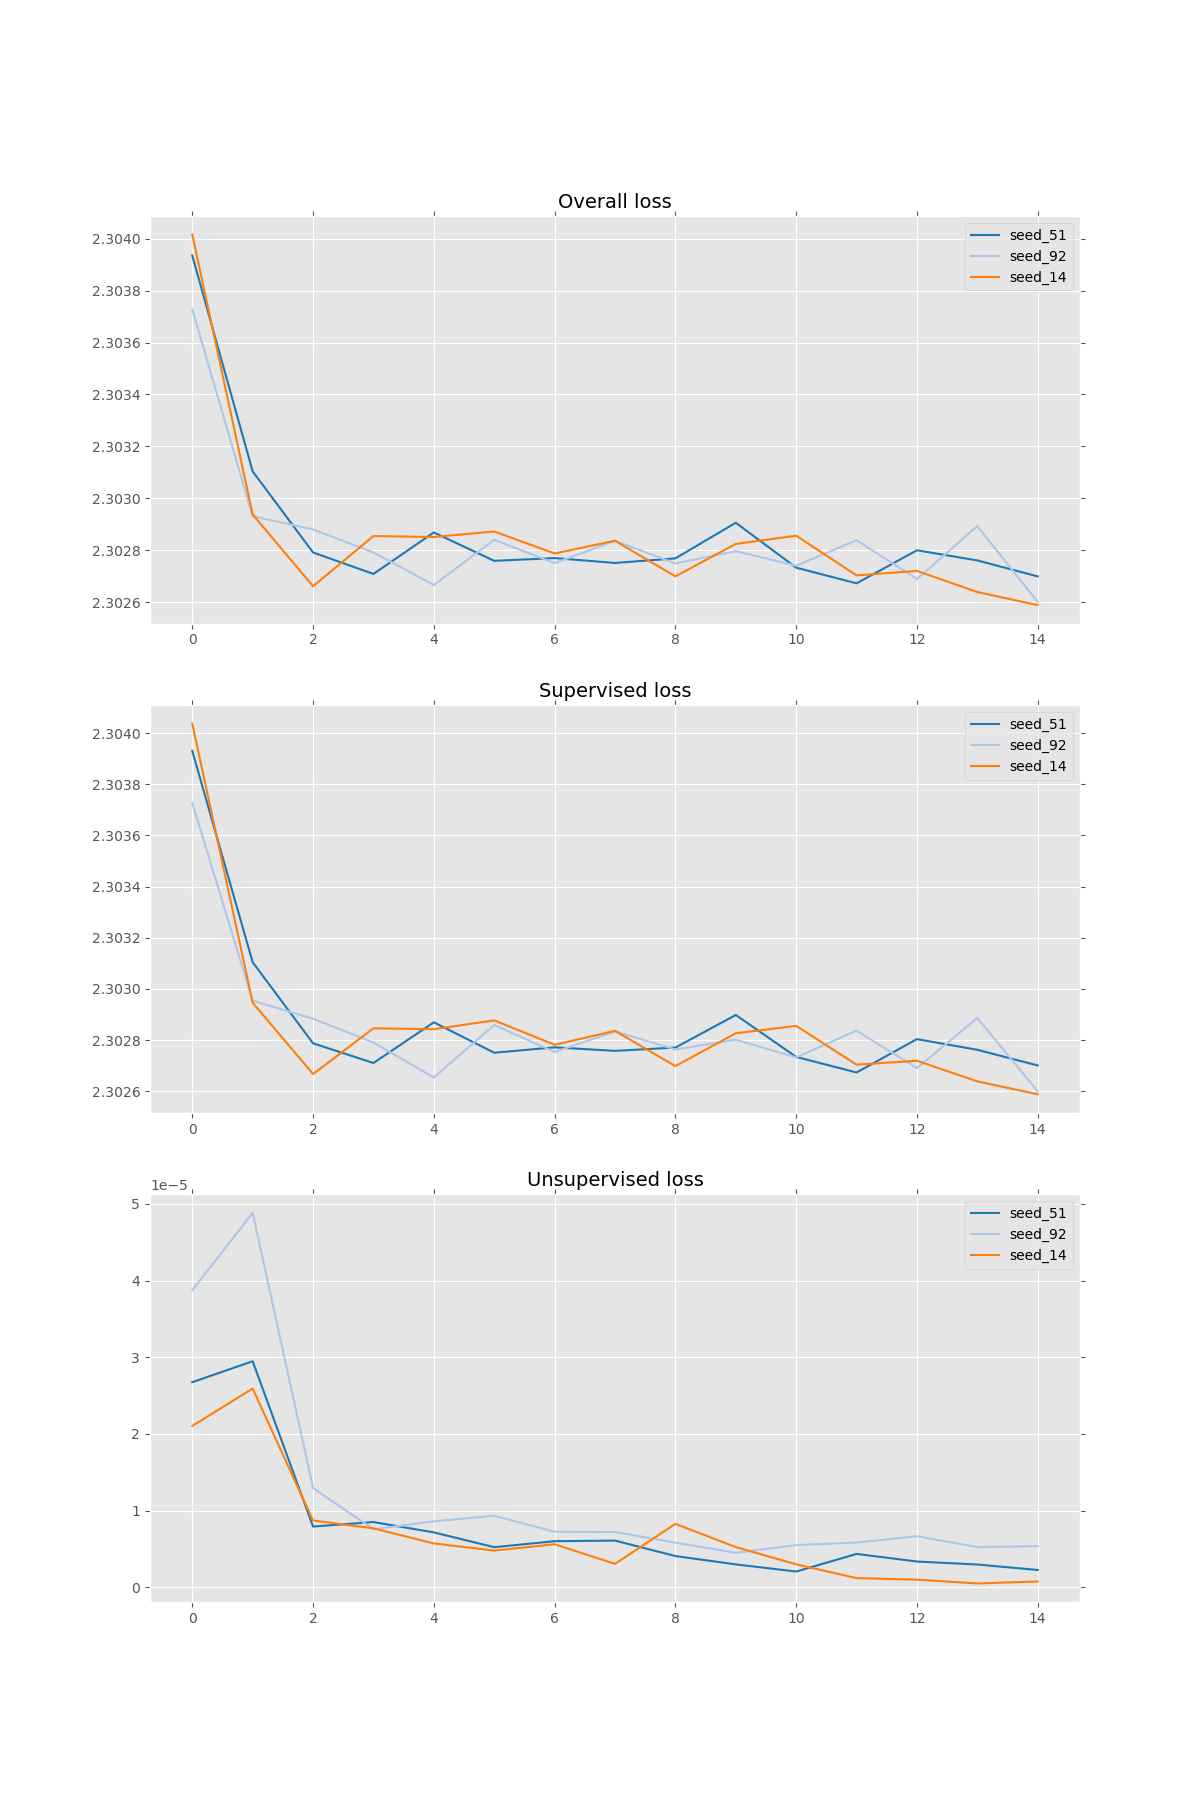 Overall loss
2.3040
2.3038
2.3036
2.3034
2.3032
2.3030
2.3028
2.3026
seed_51
seed_92
seed_14
0 2 4 6 8 10 12 14
Supervised loss
2.3040
2.3038
2.3036
2.3034
2.3032
2.3030
2.3028
2.3026
seed_51
seed_92
seed_14
0 2 4 6 8 10 12 14
Unsupervised loss
1e−5
5
4
3
2
1
0
seed_51
seed_92
seed_14
0 2 4 6 8 10 12 14